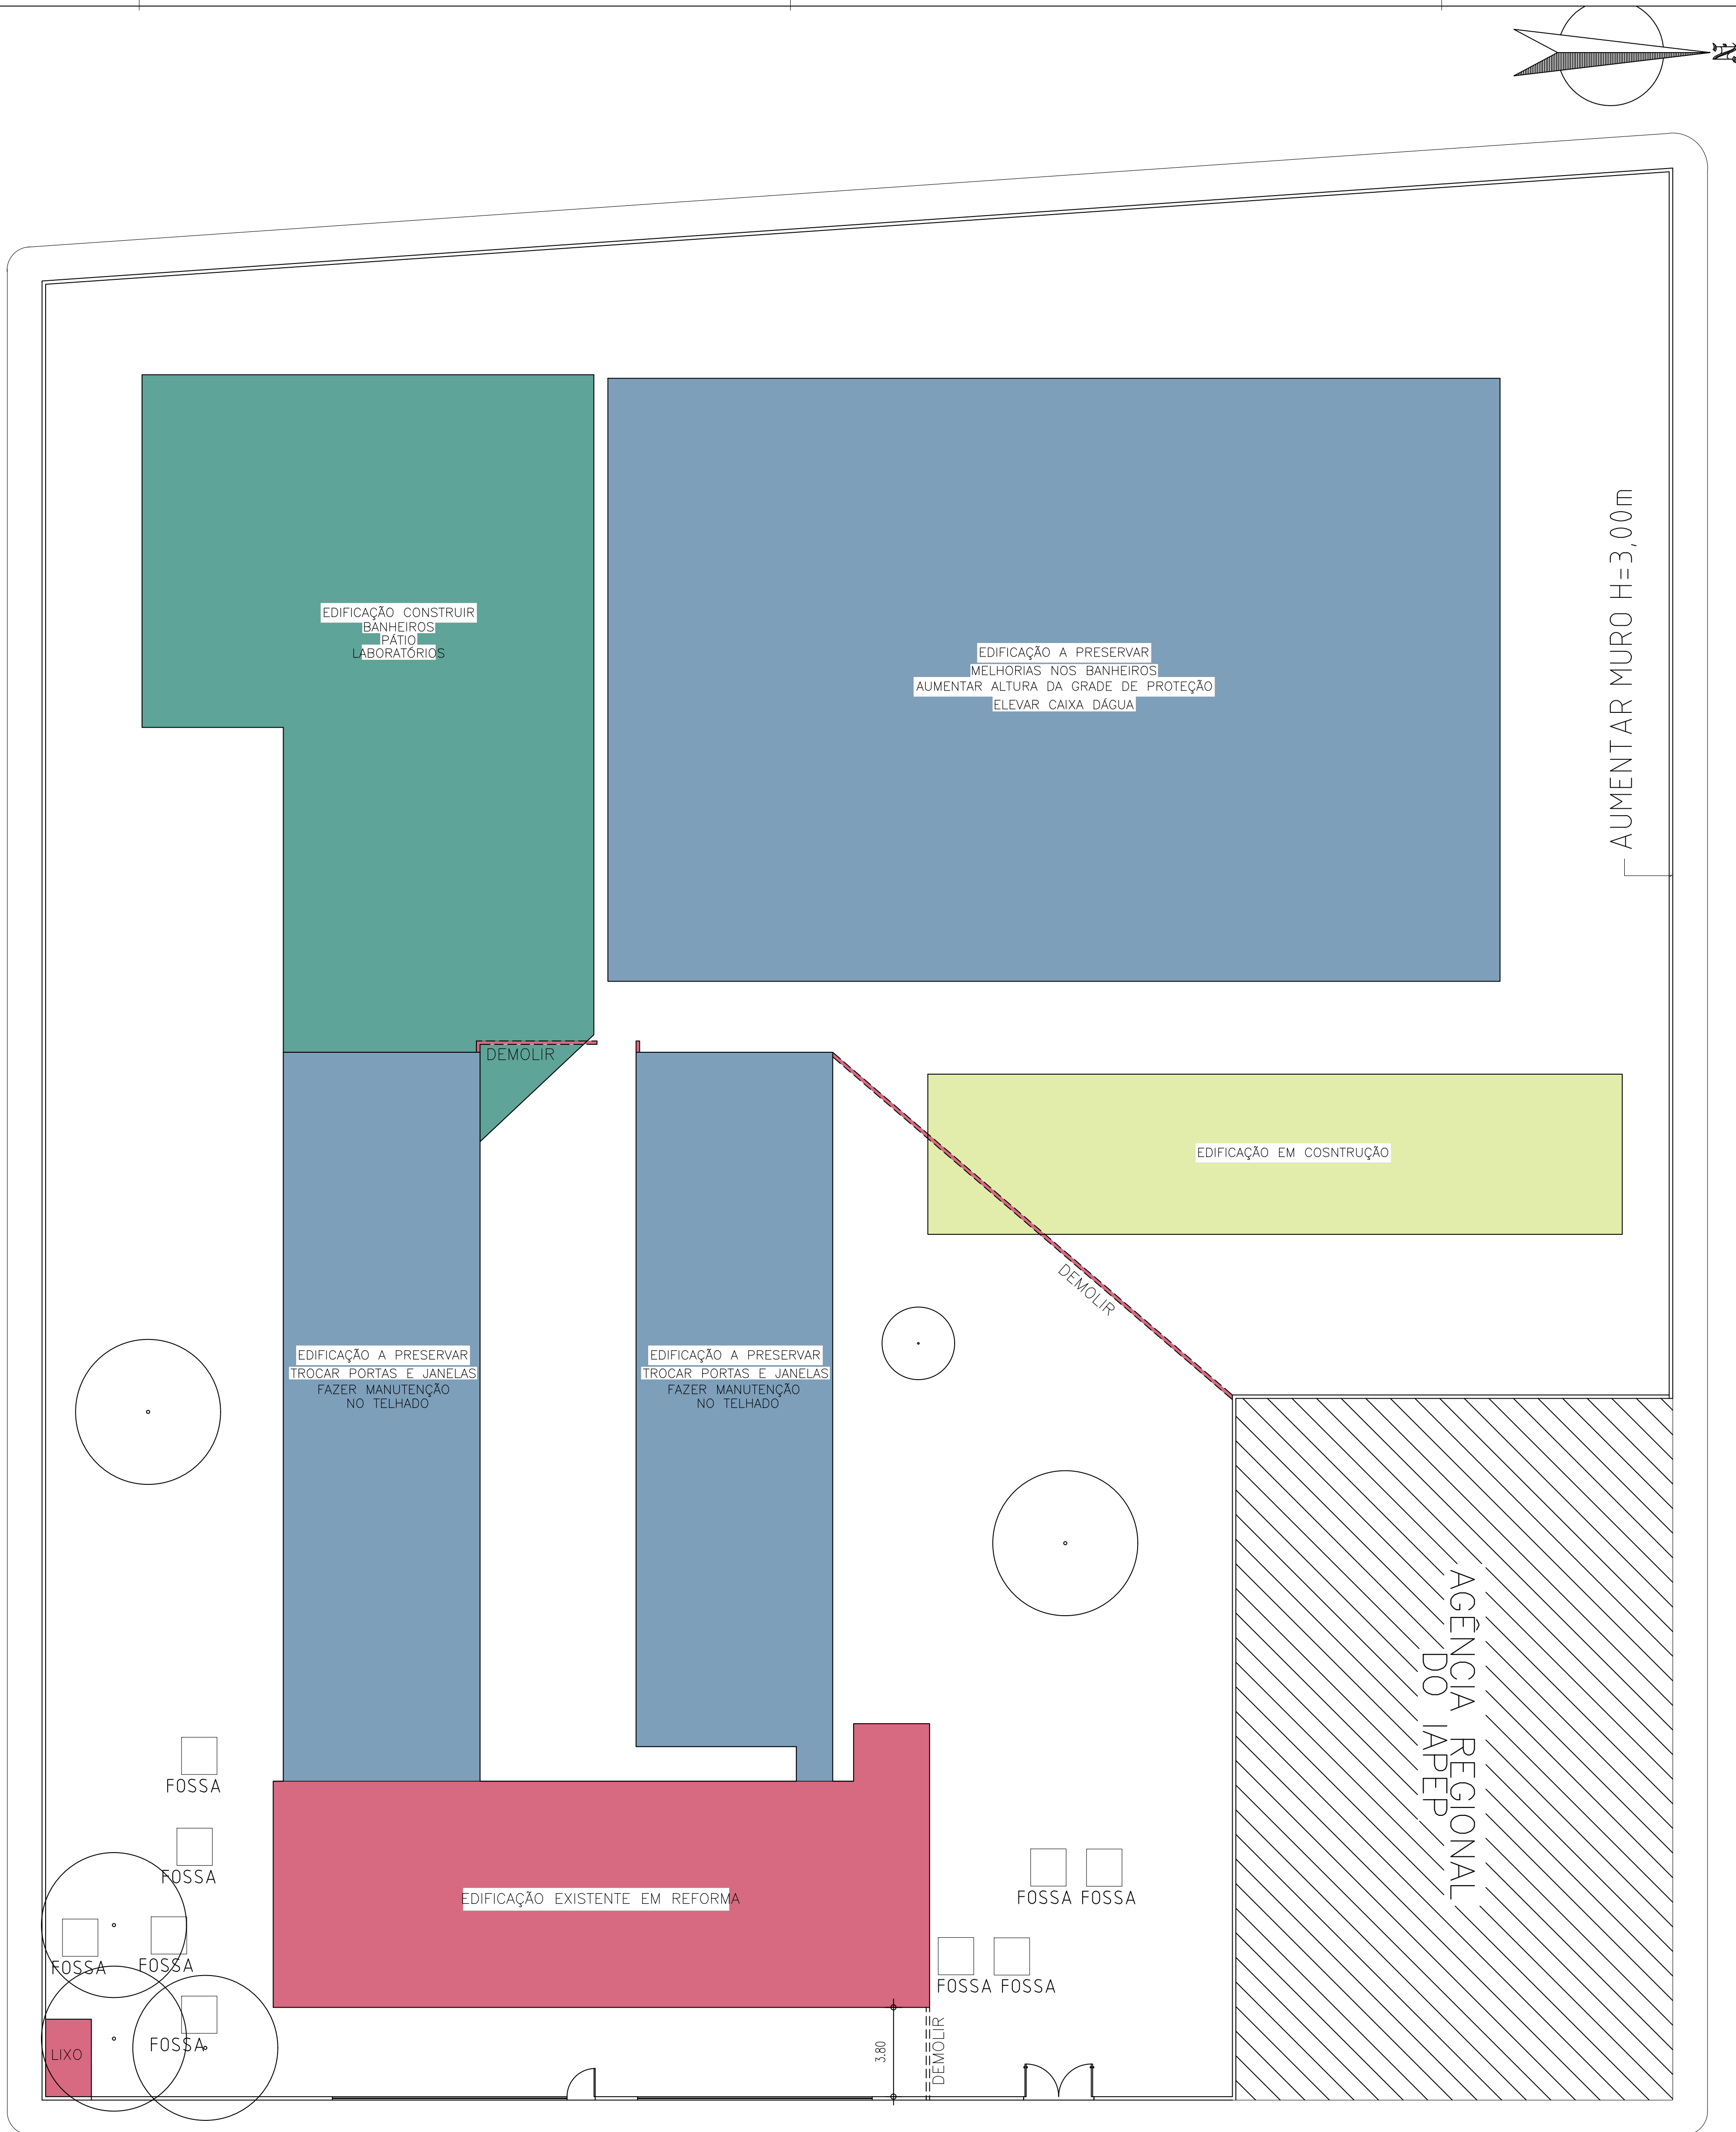 N
EDIFICAÇÃO CONSTRUIR
BANHEIROS
PÁTIO
LABORATÓRIOS
EDIFICAÇÃO A PRESERVAR
MELHORIAS NOS BANHEIROS
AUMENTAR ALTURA DA GRADE DE PROTEÇÃO
ELEVAR CAIXA DÁGUA
AUMENTAR MURO H=3,00m
DEMOLIR
EDIFICAÇÃO EM COSNTRUÇÃO
DEMOLIR
EDIFICAÇÃO A PRESERVAR
TROCAR PORTAS E JANELAS
FAZER MANUTENÇÃO
NO TELHADO
EDIFICAÇÃO A PRESERVAR
TROCAR PORTAS E JANELAS
FAZER MANUTENÇÃO
NO TELHADO
AGÊNCIA REGIONAL
DO IAPEP
FOSSA
FOSSA
FOSSA
FOSSA
FOSSA
EDIFICAÇÃO EXISTENTE EM REFORMA
FOSSA
FOSSA
FOSSA
FOSSA
LIXO
3.80
DEMOLIR